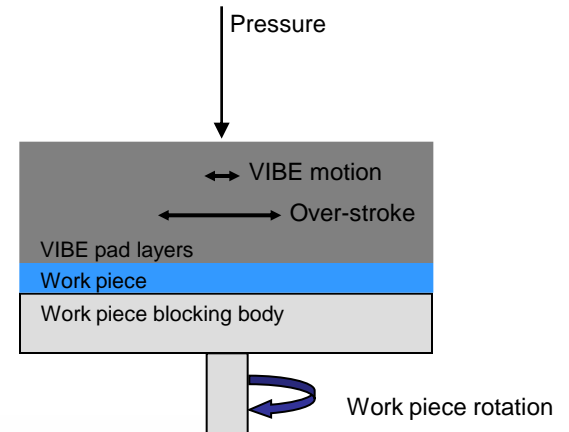 Pressure
VIBE motion
Over-stroke
VIBE pad layers
Work piece
Work piece blocking body
Work piece rotation